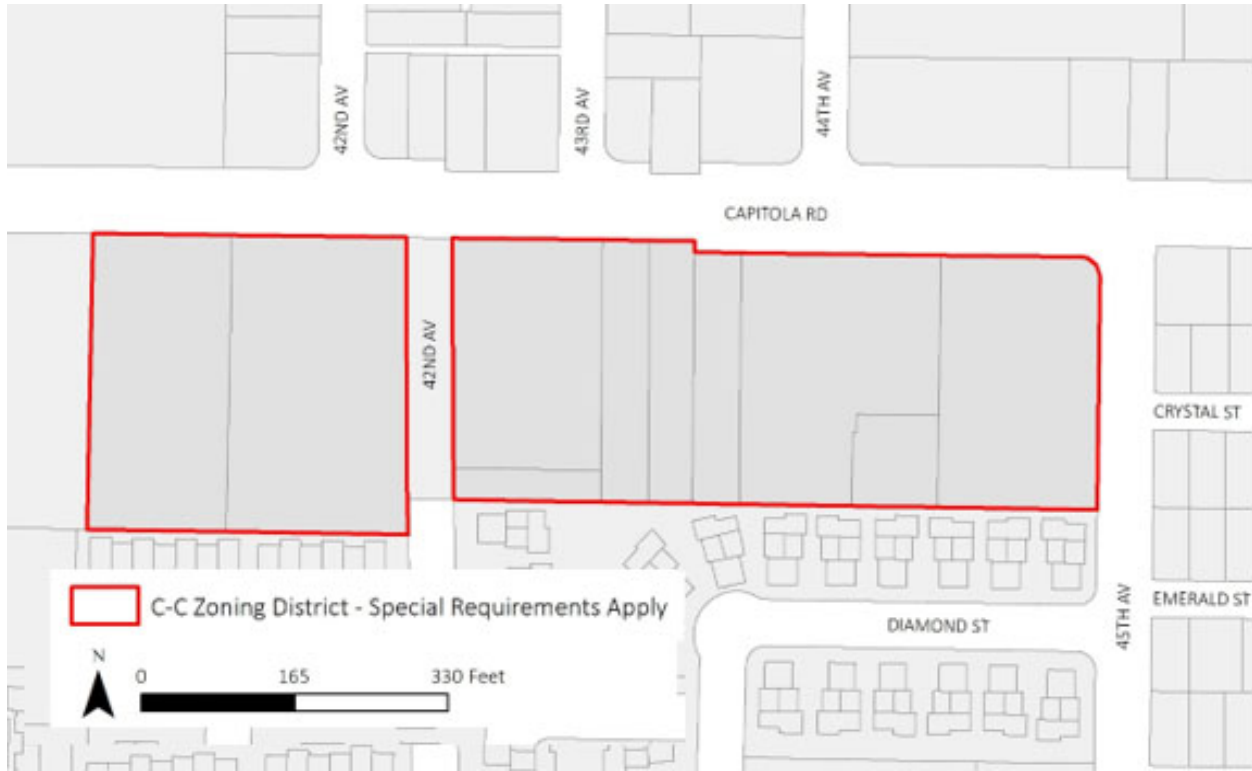 42ND AV
43RD AV
44TH AV
CAPITOLA RD
42ND AV
CRYSTAL ST
EMERALD ST
45TH AV
DIAMOND ST
C-C Zoning District - Special Requirements Apply
N
0 165 330 Feet